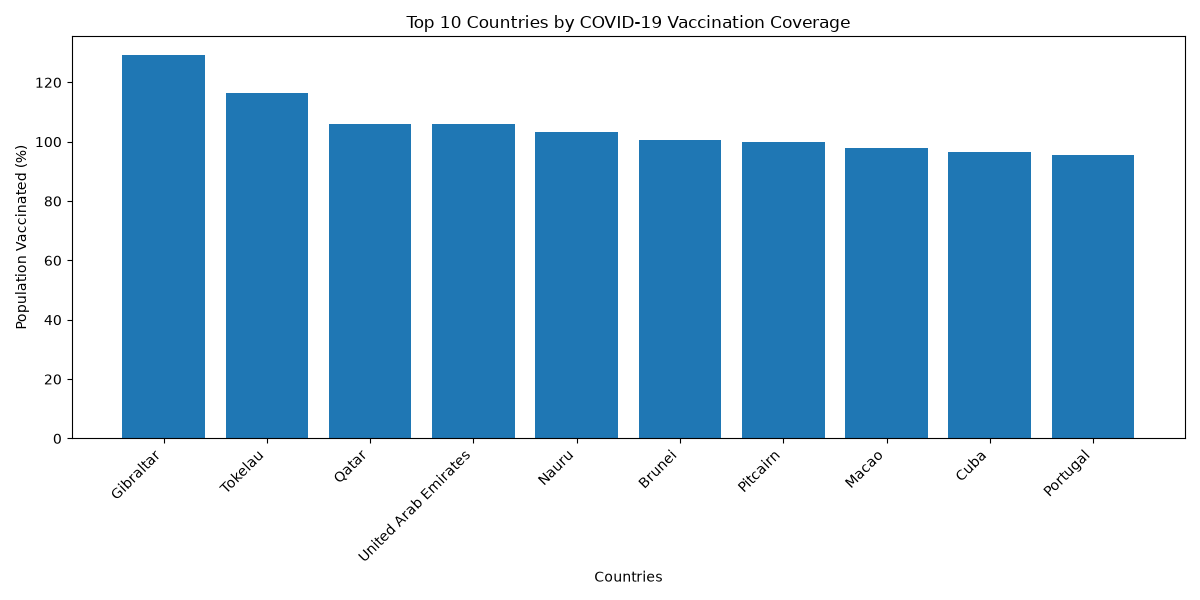 Top 10 Countries by COVID-19 Vaccination Coverage
Population Vaccinated (%)
120
100
80
60
40
20
0
Gibraltar
Tokelau
Qatar
United Arab Emirates
Nauru
Brunei
Pitcairn
Macao
Cuba
Portugal
Countries